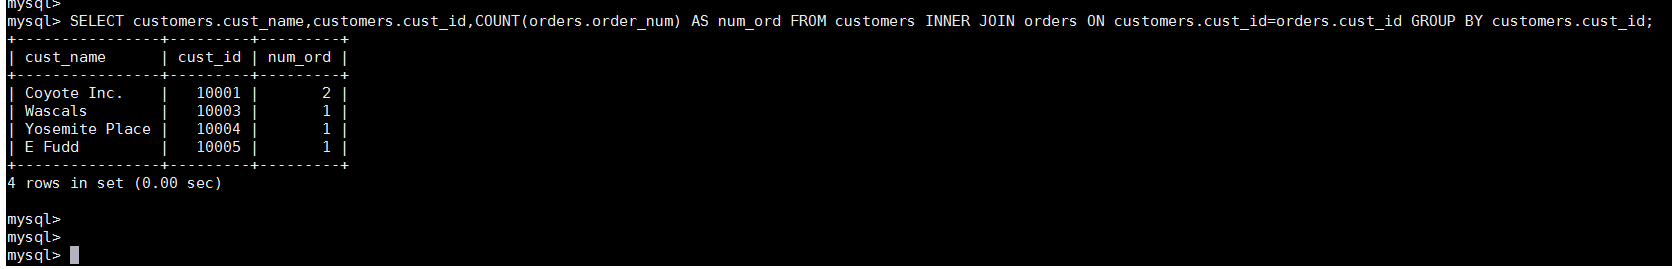 mysql>
mysql> SELECT customers.cust_name,customers.cust_id,COUNT(orders.order_num) AS num_ord FROM customers INNER JOIN orders ON customers.cust_id=orders.cust_id GROUP BY customers.cust_id;
+----------------+---------+---------+
| cust_name      | cust_id | num_ord |
+----------------+---------+---------+
| Coyote Inc.    |   10001 |       2 |
| Wascals        |   10003 |       1 |
| Yosemite Place |   10004 |       1 |
| E Fudd         |   10005 |       1 |
+----------------+---------+---------+
4 rows in set (0.00 sec)
mysql>
mysql>
mysql>